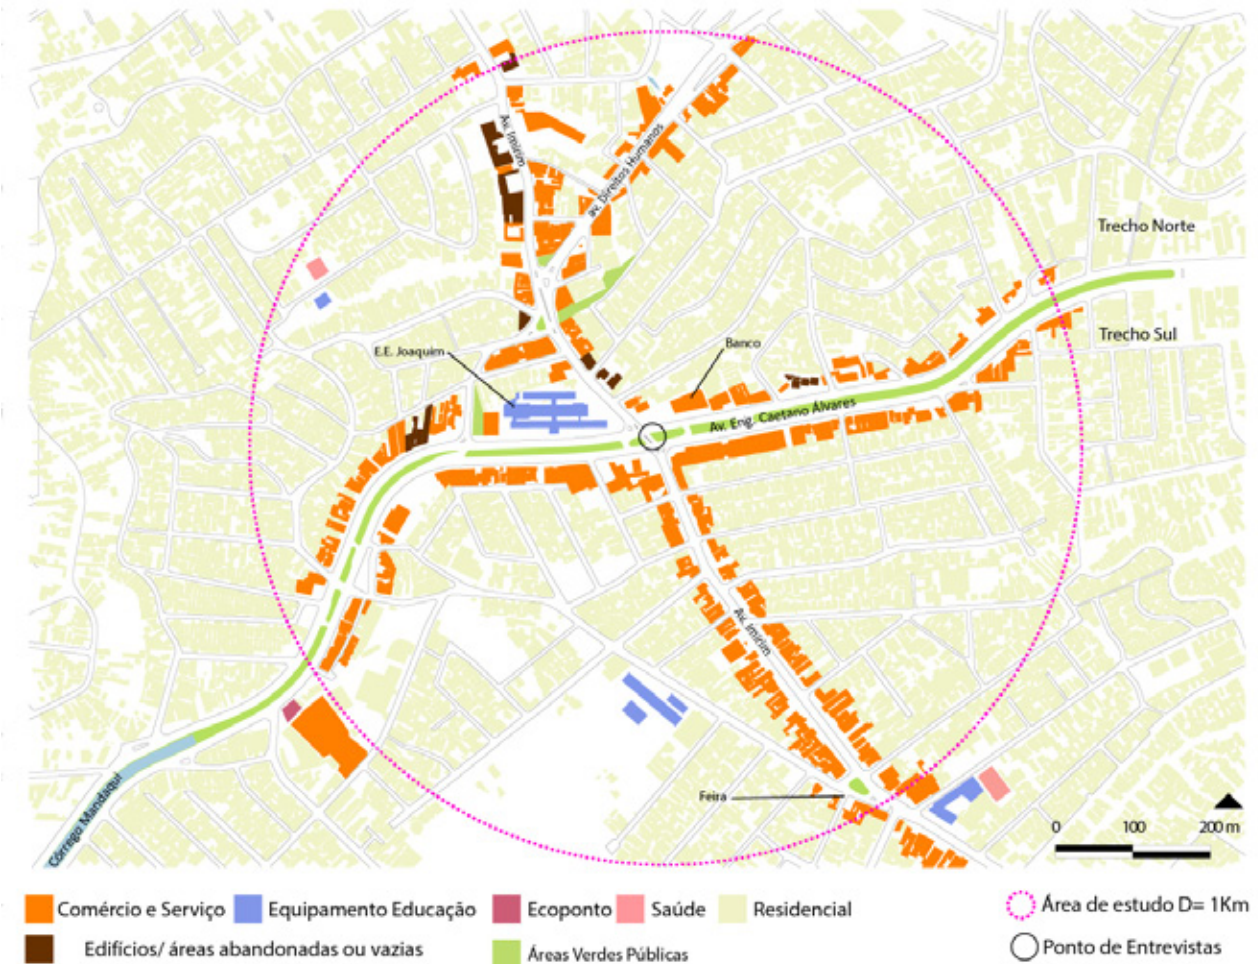 Av. Imirim
av. Direitos Humanos
Trecho Norte
Trecho Sul
E.E. Joaquim
Banco
Av. Eng. Caetano Álvares
Av. Imirim
Feira
Córrego Mandaqui
0 100 200 m
Comércio e Serviço Equipamento Educação Ecoponto Saúde Residencial Área de estudo D= 1Km
Edifícios/ áreas abandonadas ou vazias Áreas Verdes Públicas Ponto de Entrevistas